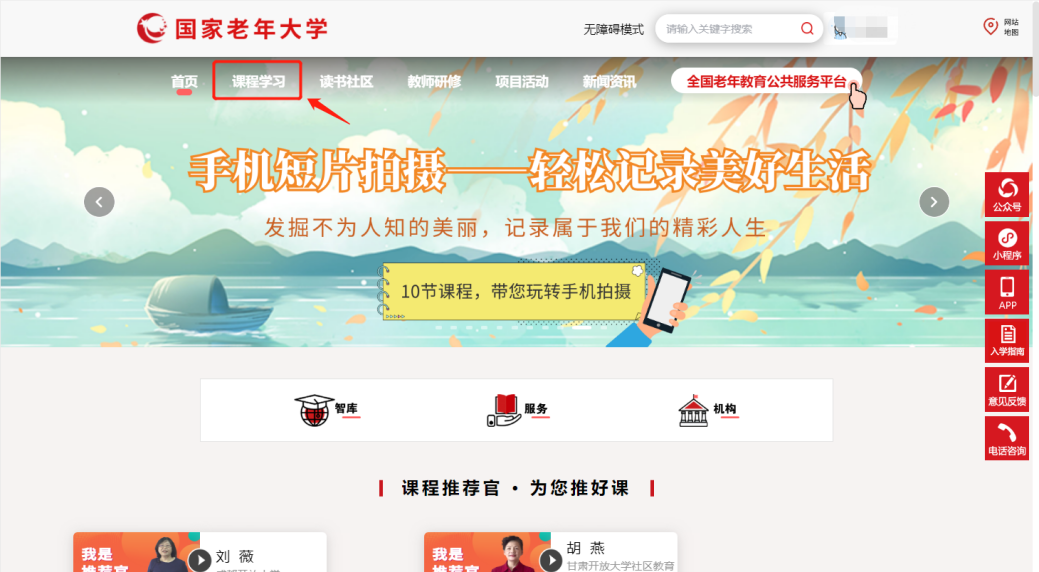 国家老年大学
无障碍模式
请输入关键字搜索
网站
地图
首页
课程学习
读书社区
教师研修
项目活动
新闻资讯
全国老年教育公共服务平台
手机短片拍摄——轻松记录美好生活
发掘不为人知的美丽，记录属于我们的精彩人生
10节课程，带您玩转手机拍摄
公众号
小程序
APP
入学指南
意见反馈
电话咨询
智库
服务
机构
课程推荐官·为您推好课
我是
推荐官
刘 薇
我是
推荐官
胡 燕
甘肃开放大学社区教育